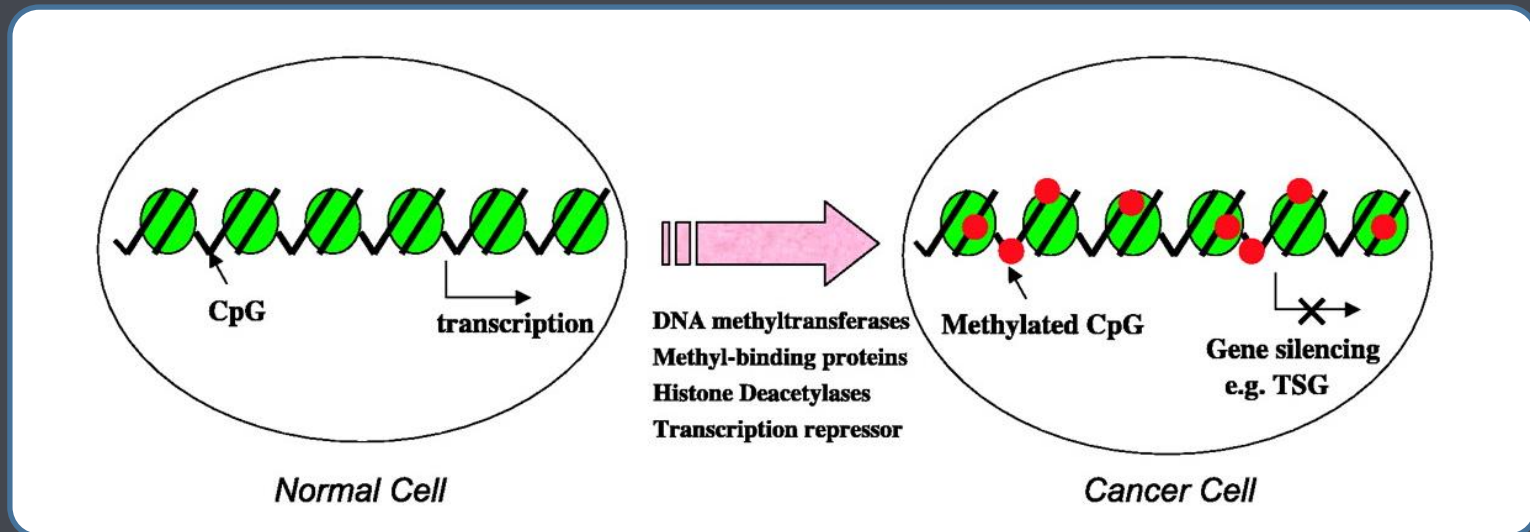 CpG
transcription
Normal Cell
DNA methyltransferases
Methyl-binding proteins
Histone Deacetylases
Transcription repressor
Methylated CpG
Gene silencing
e.g. TSG
Cancer Cell